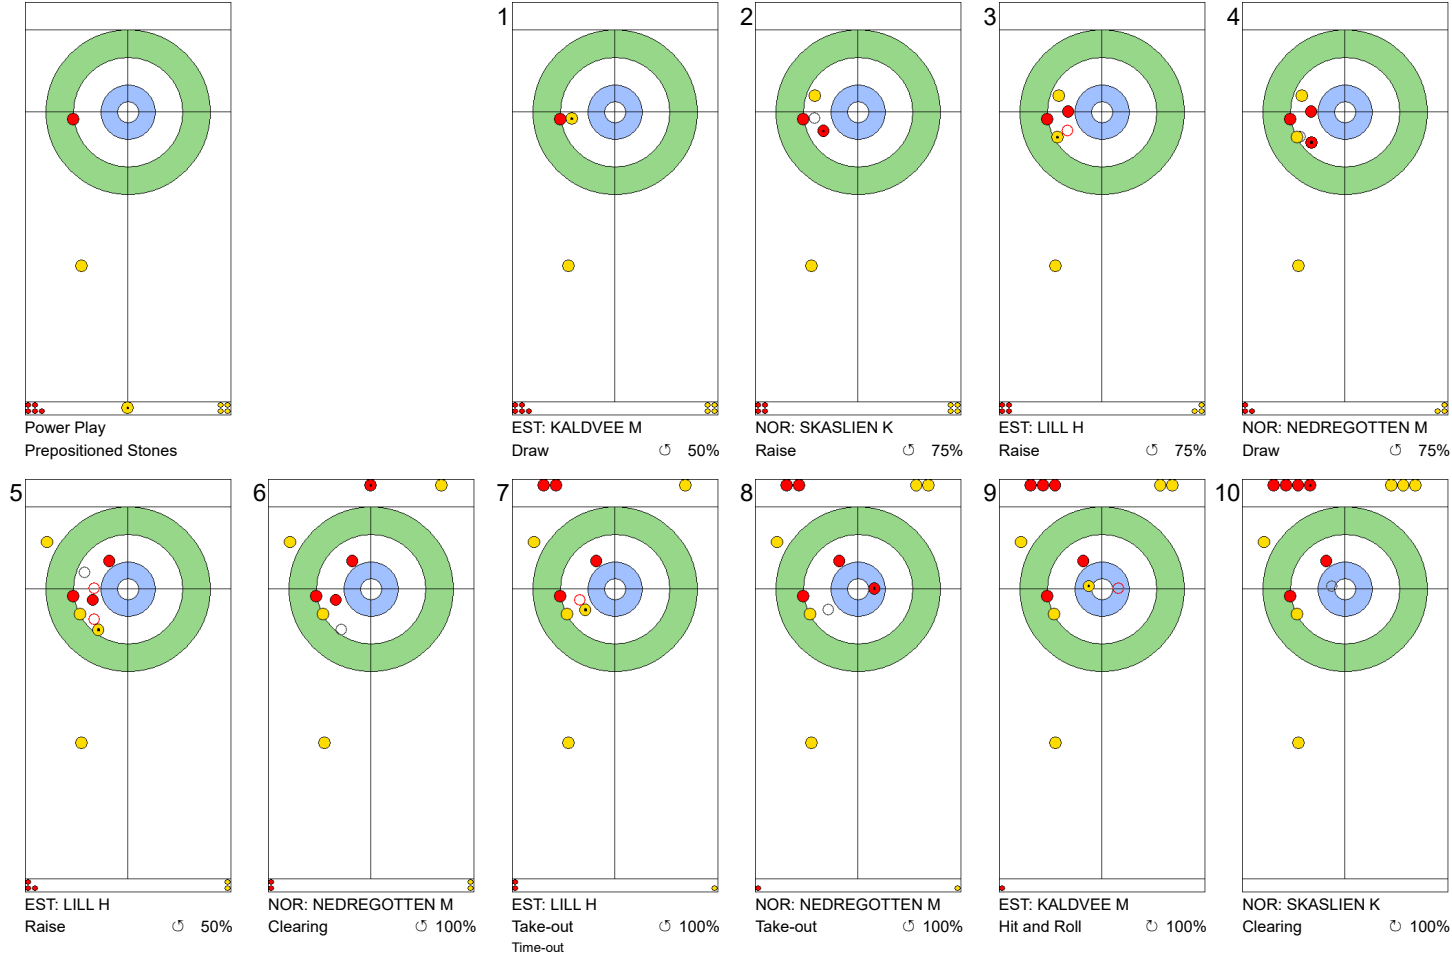 1
2
3
4
Power Play
Prepositioned Stones
EST: KALDVEE M
Draw 50%
NOR: SKASLIEN K
Raise 75%
EST: LILL H
Raise 75%
NOR: NEDREGOTTEN M
Draw 75%
5
6
7
8
9
10
EST: LILL H
Raise 50%
NOR: NEDREGOTTEN M
Clearing 100%
EST: LILL H
Take-out 100%
Time-out
NOR: NEDREGOTTEN M
Take-out 100%
EST: KALDVEE M
Hit and Roll 100%
NOR: SKASLIEN K
Clearing 100%